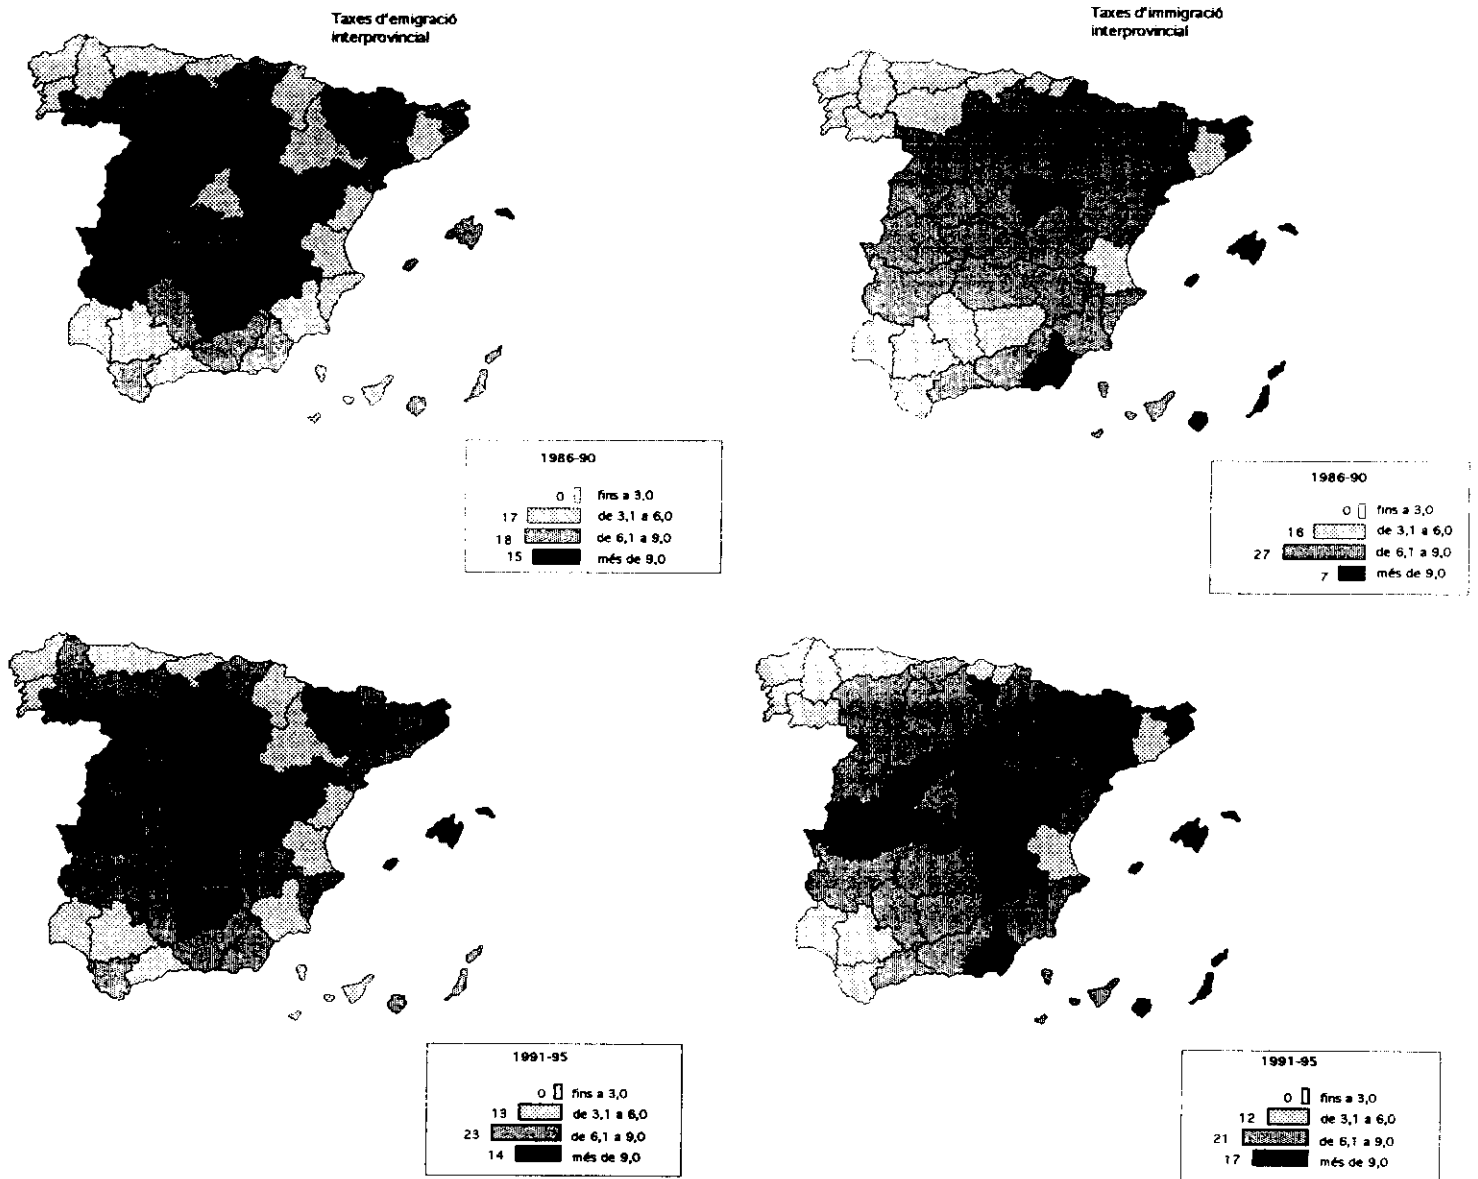 Taxes d'emigració
interprovincial
Taxes d'immigració
interprovincial
1986-90
0 fins a 3,0
17 de 3,1 a 6,0
18 de 6,1 a 9,0
15 més de 9,0
1986-90
0 fins a 3,0
16 de 3,1 a 6,0
27 de 6,1 a 9,0
7 més de 9,0
1991-95
0 fins a 3,0
13 de 3,1 a 6,0
23 de 6,1 a 9,0
14 més de 9,0
1991-95
0 fins a 3,0
12 de 3,1 a 6,0
21 de 6,1 a 9,0
17 més de 9,0